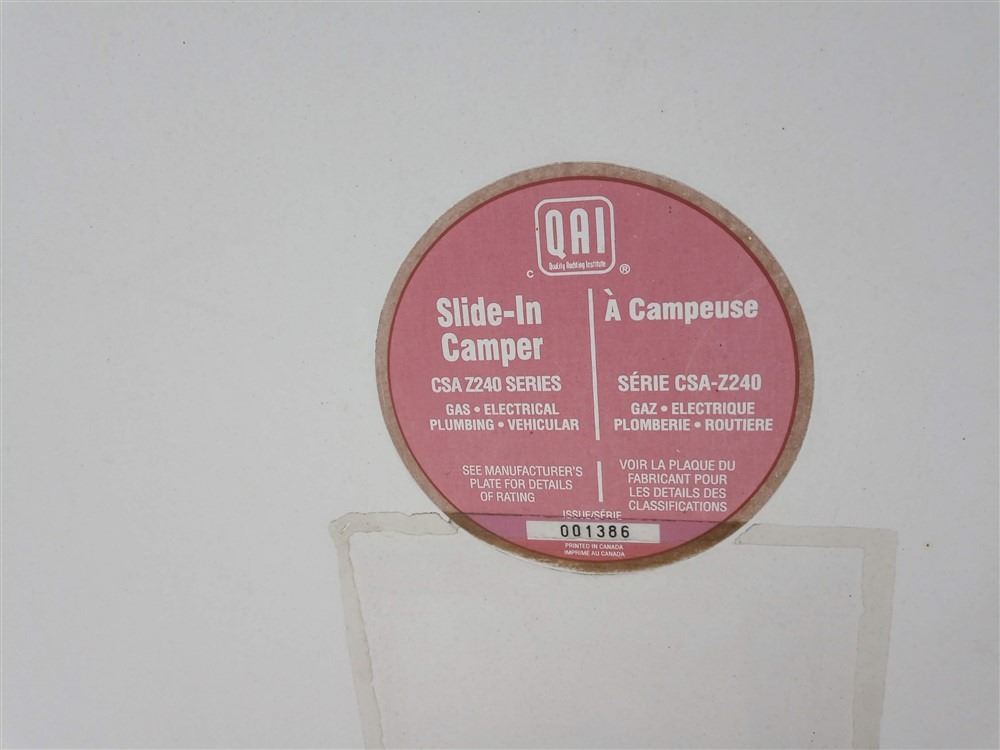 QAI
Quality Auditing Institute
C ®
Slide-In
Camper
CSA Z240 SERIES
GAS • ELECTRICAL
PLUMBING • VEHICULAR
SEE MANUFACTURER'S
PLATE FOR DETAILS
OF RATING
À Campeuse
SÉRIE CSA-Z240
GAZ • ELECTRIQUE
PLOMBERIE • ROUTIERE
VOIR LA PLAQUE DU
FABRICANT POUR
LES DETAILS DES
CLASSIFICATIONS
ISSUE/SÉRIE
001386
PRINTED IN CANADA
IMPRIMÉ AU CANADA